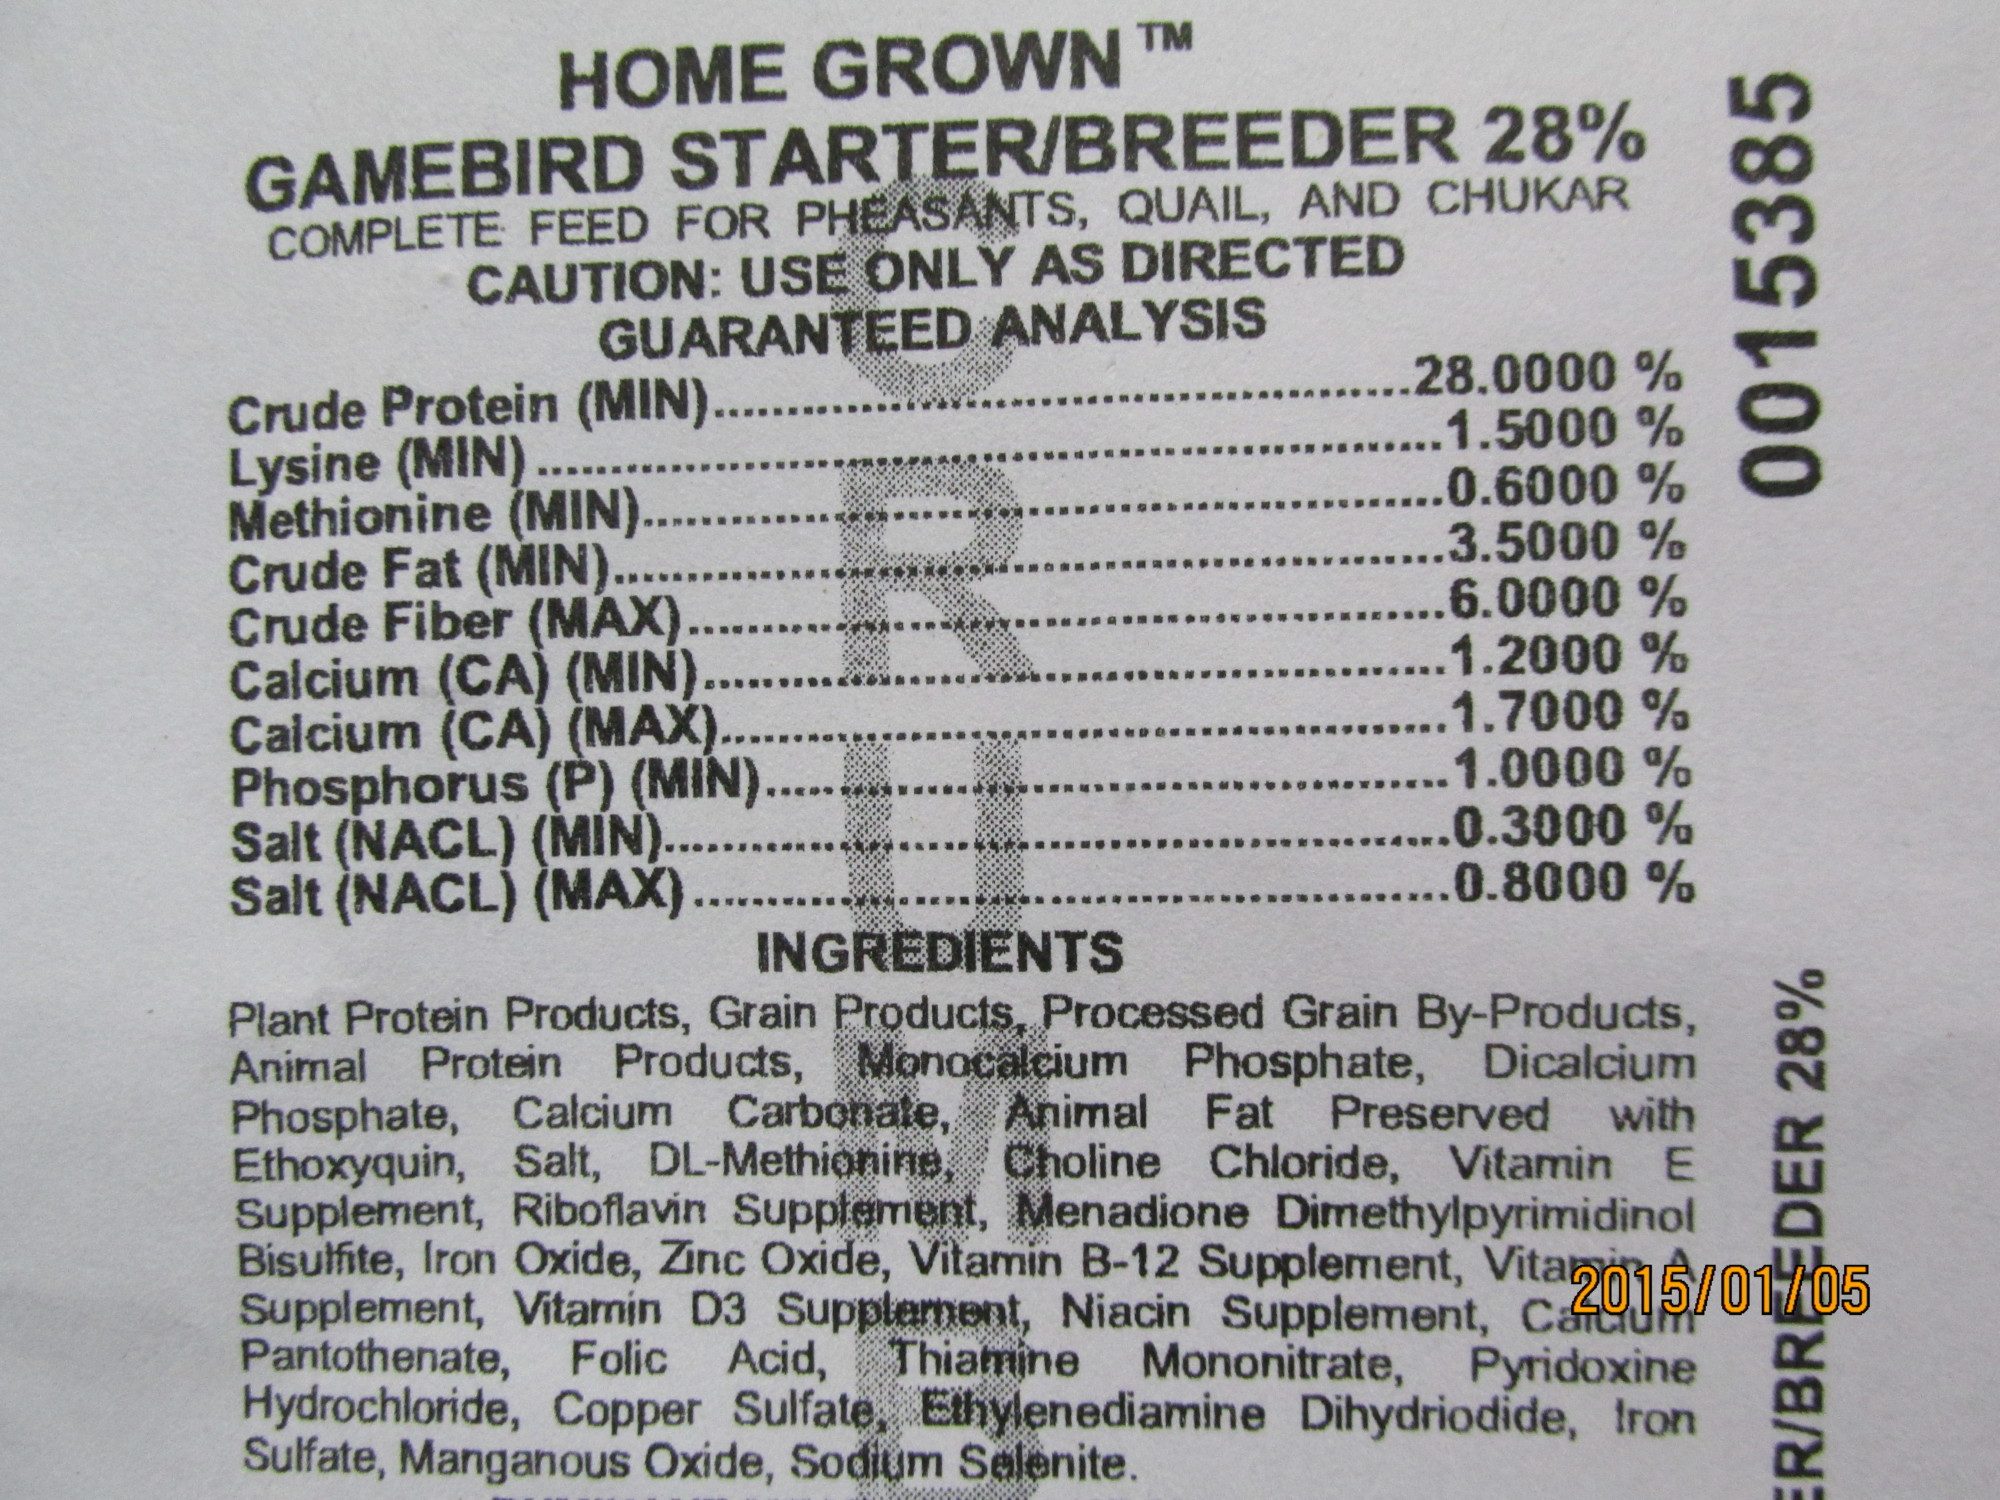 HOME GROWN™
GAMEBIRD STARTER/BREEDER 28%
COMPLETE FEED FOR PHEASANTS, QUAIL, AND CHUKAR
CAUTION: USE ONLY AS DIRECTED
GUARANTEED ANALYSIS
Crude Protein (MIN)................................................28.0000 %
Lysine (MIN) ..............................................................1.5000 %
Methionine (MIN)......................................................0.6000 %
Crude Fat (MIN)........................................................3.5000 %
Crude Fiber (MAX)....................................................6.0000 %
Calcium (CA) (MIN)...................................................1.2000 %
Calcium (CA) (MAX)..................................................1.7000 %
Phosphorus (P) (MIN)...............................................1.0000 %
Salt (NACL) (MIN)......................................................0.3000 %
Salt (NACL) (MAX) ....................................................0.8000 %
INGREDIENTS
Plant Protein Products, Grain Products, Processed Grain By-Products,
Animal Protein Products, Monocalcium Phosphate, Dicalcium
Phosphate, Calcium Carbonate, Animal Fat Preserved with
Ethoxyquin, Salt, DL-Methionine, Choline Chloride, Vitamin E
Supplement, Riboflavin Supplement, Menadione Dimethylpyrimidinol
Bisulfite, Iron Oxide, Zinc Oxide, Vitamin B-12 Supplement, Vitamin A
Supplement, Vitamin D3 Supplement, Niacin Supplement, Calcium
Pantothenate, Folic Acid, Thiamine Mononitrate, Pyridoxine
Hydrochloride, Copper Sulfate, Ethylenediamine Dihydriodide, Iron
Sulfate, Manganous Oxide, Sodium Selenite.
CRUM
0015385
ER/BREEDER 28%
2015/01/05